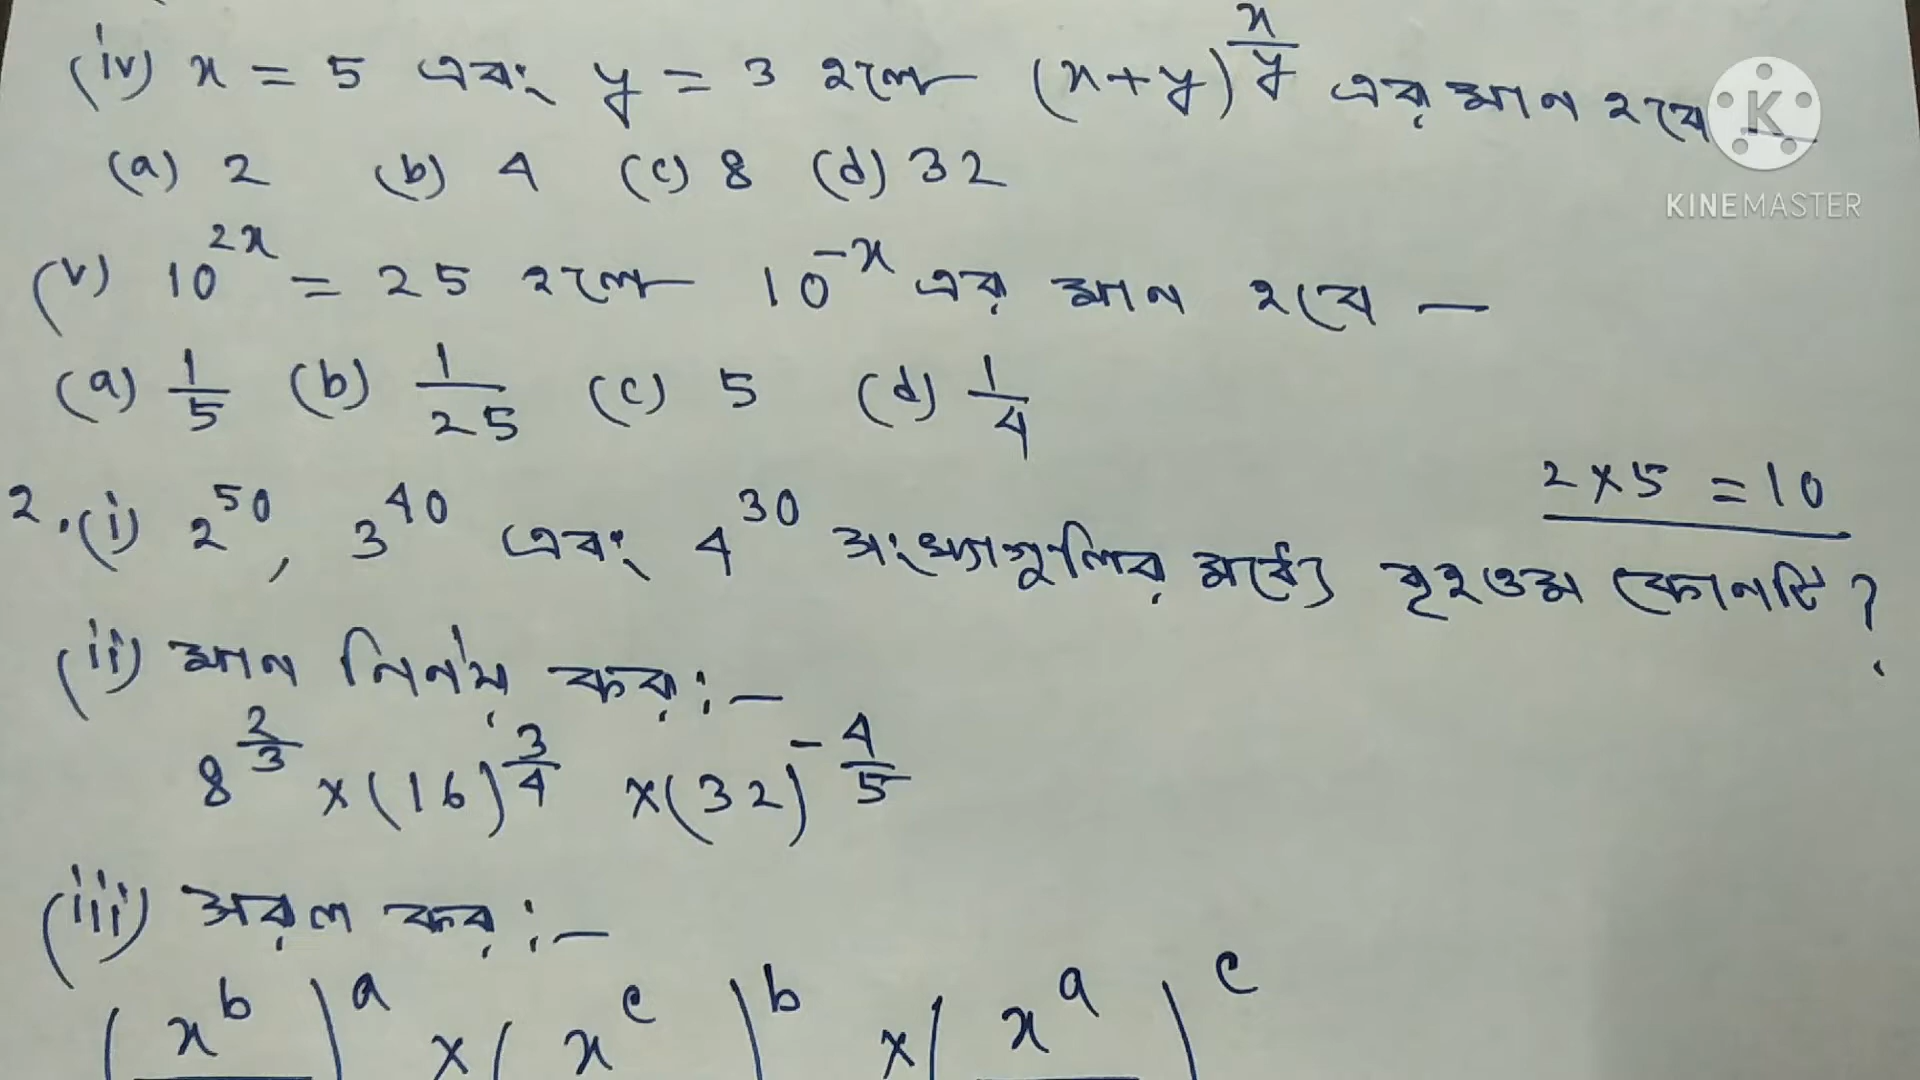 (iv) x = 5 এবং y = 3 হলে (x+y)^(x/y) এর মান হবে —
(a) 2 (b) 4 (c) 8 (d) 32
KINEMASTER
(v) 10^(2x) = 25 হলে 10^(-x) এর মান হবে —
(a) 1/5 (b) 1/25 (c) 5 (d) 1/4
2×5 = 10
2.(i) 2^50, 3^40 এবং 4^30 সংখ্যাগুলির মধ্যে বৃহত্তম কোনটি?
(ii) মান নির্ণয় কর:-
8^(2/3) ×(16)^(3/4) ×(32)^(-4/5)
(iii) সরল কর:-
(x^b)^a ×(x^c)^b ×(x^a)^c